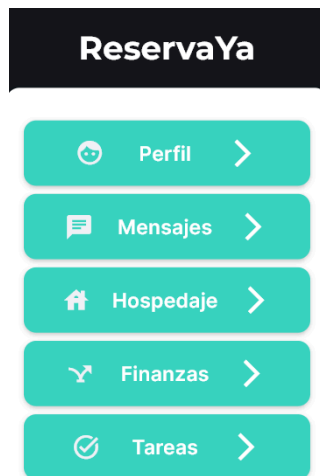 ReservaYa
Perfil
Mensajes
Hospedaje
Finanzas
Tareas